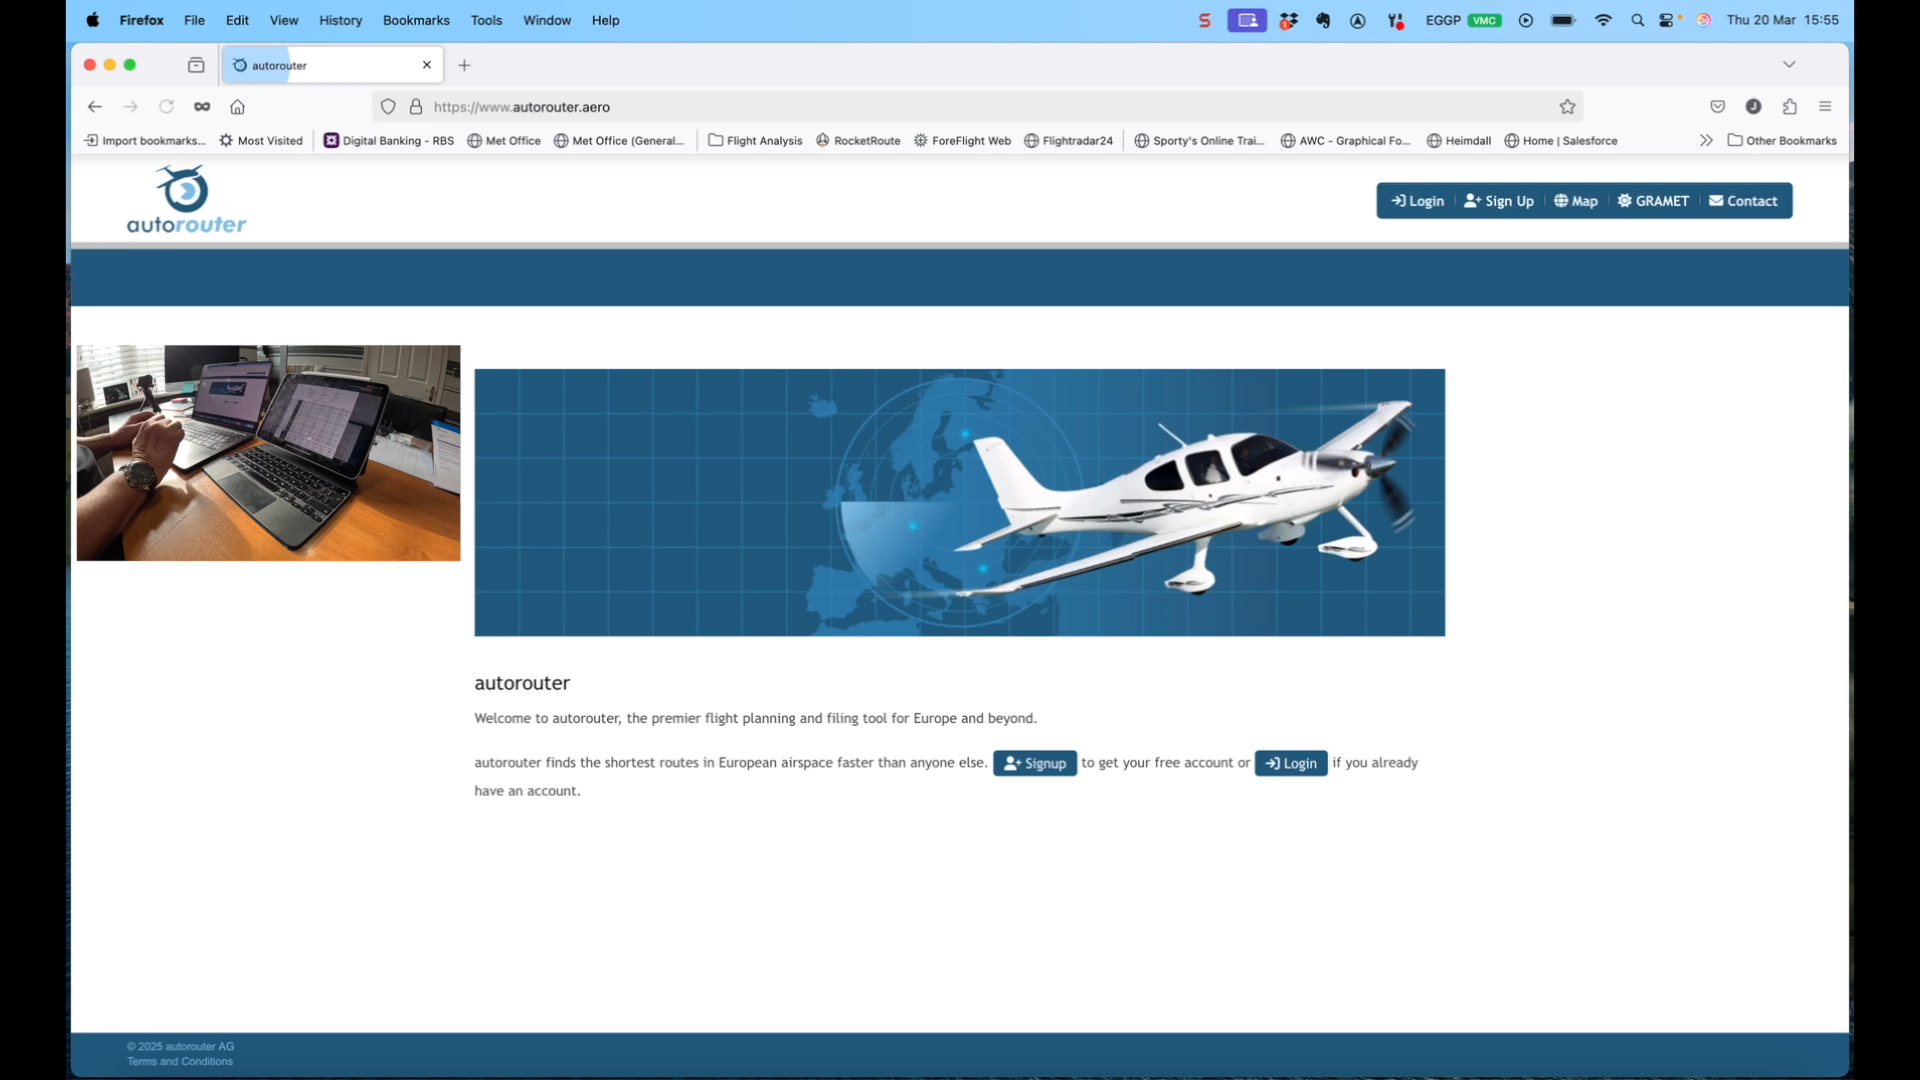 Firefox File Edit View History Bookmarks Tools Window Help EGGP VMC Thu 20 Mar 15:55
autorouter
https://www.autorouter.aero
Import bookmarks... Most Visited Digital Banking - RBS Met Office Met Office (General... Flight Analysis RocketRoute ForeFlight Web Flightradar24 Sporty's Online Trai... AWC - Graphical Fo... Heimdall Home | Salesforce Other Bookmarks
autorouter
Login Sign Up Map GRAMET Contact
autorouter
Welcome to autorouter, the premier flight planning and filing tool for Europe and beyond.
autorouter finds the shortest routes in European airspace faster than anyone else. Signup to get your free account or Login if you already
have an account.
© 2025 autorouter AG
Terms and Conditions